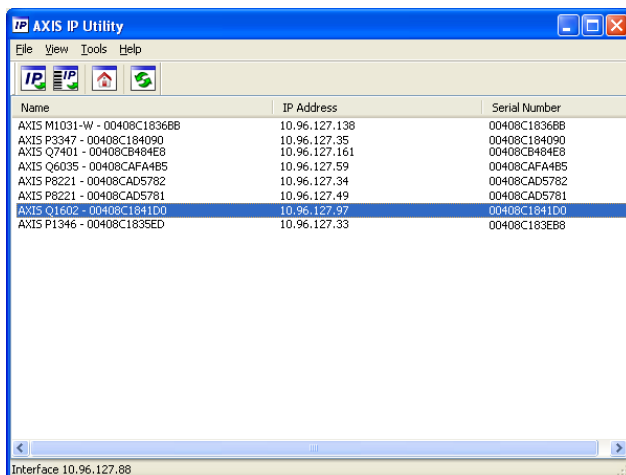 IP AXIS IP Utility
File View Tools Help
IP IP
Name IP Address Serial Number
AXIS M1031-W - 00408C1836BB 10.96.127.138 00408C1836BB
AXIS P3347 - 00408C184090 10.96.127.35 00408C184090
AXIS Q7401 - 00408CB484E8 10.96.127.161 00408CB484E8
AXIS Q6035 - 00408CAFA4B5 10.96.127.59 00408CAFA4B5
AXIS P8221 - 00408CAD5782 10.96.127.34 00408CAD5782
AXIS P8221 - 00408CAD5781 10.96.127.49 00408CAD5781
AXIS Q1602 - 00408C1841D0 10.96.127.97 00408C1841D0
AXIS P1346 - 00408C1835ED 10.96.127.33 00408C183EB8
Interface 10.96.127.88